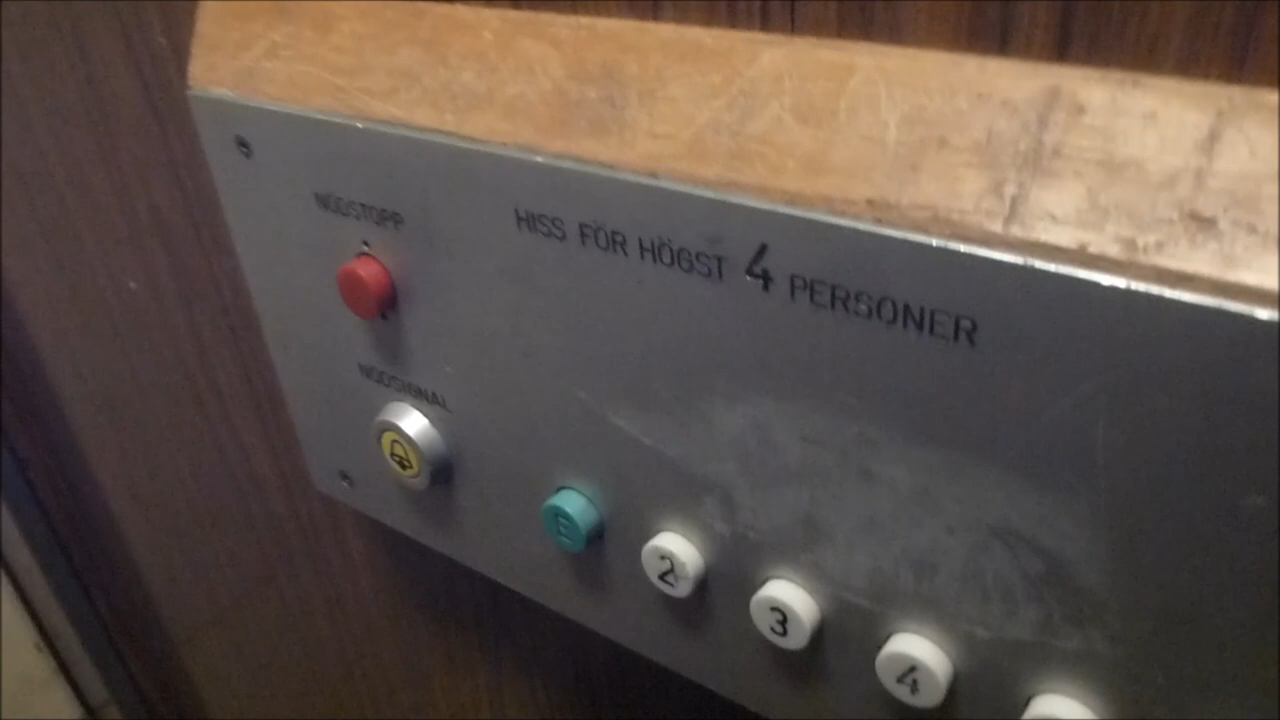 NÖDSTOPP
HISS FÖR HÖGST 4 PERSONER
NÖDSIGNAL
E
2
3
4